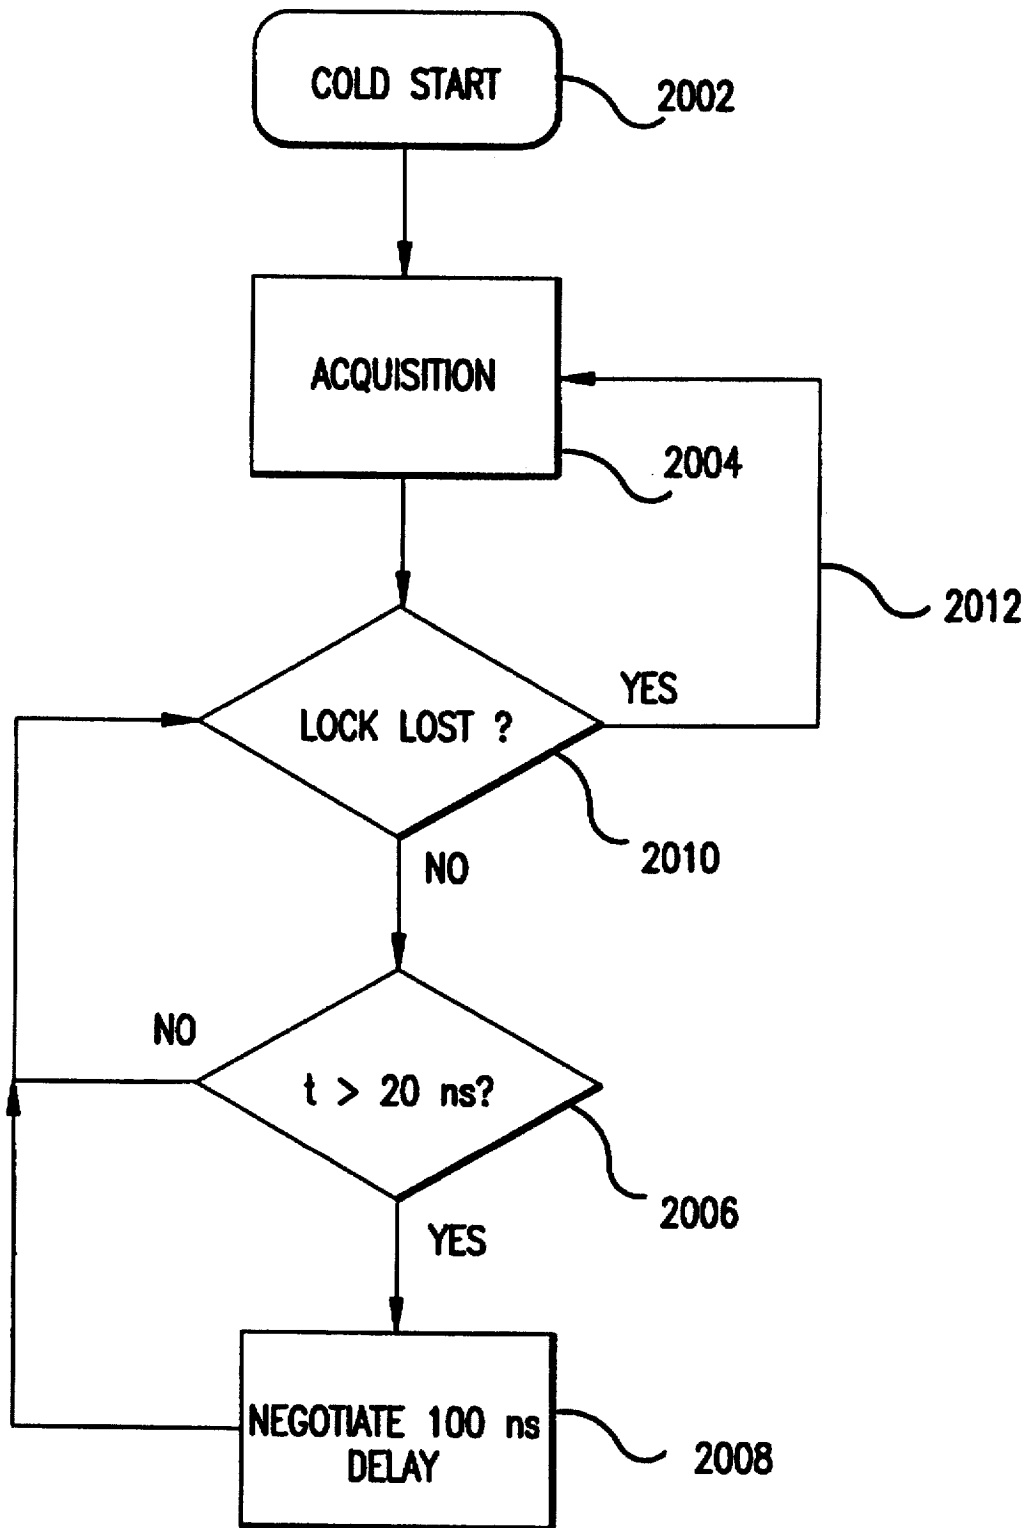 COLD START
2002
ACQUISITION
2004
2012
YES
LOCK LOST ?
2010
NO
NO
t > 20 ns?
2006
YES
NEGOTIATE 100 ns
DELAY
2008